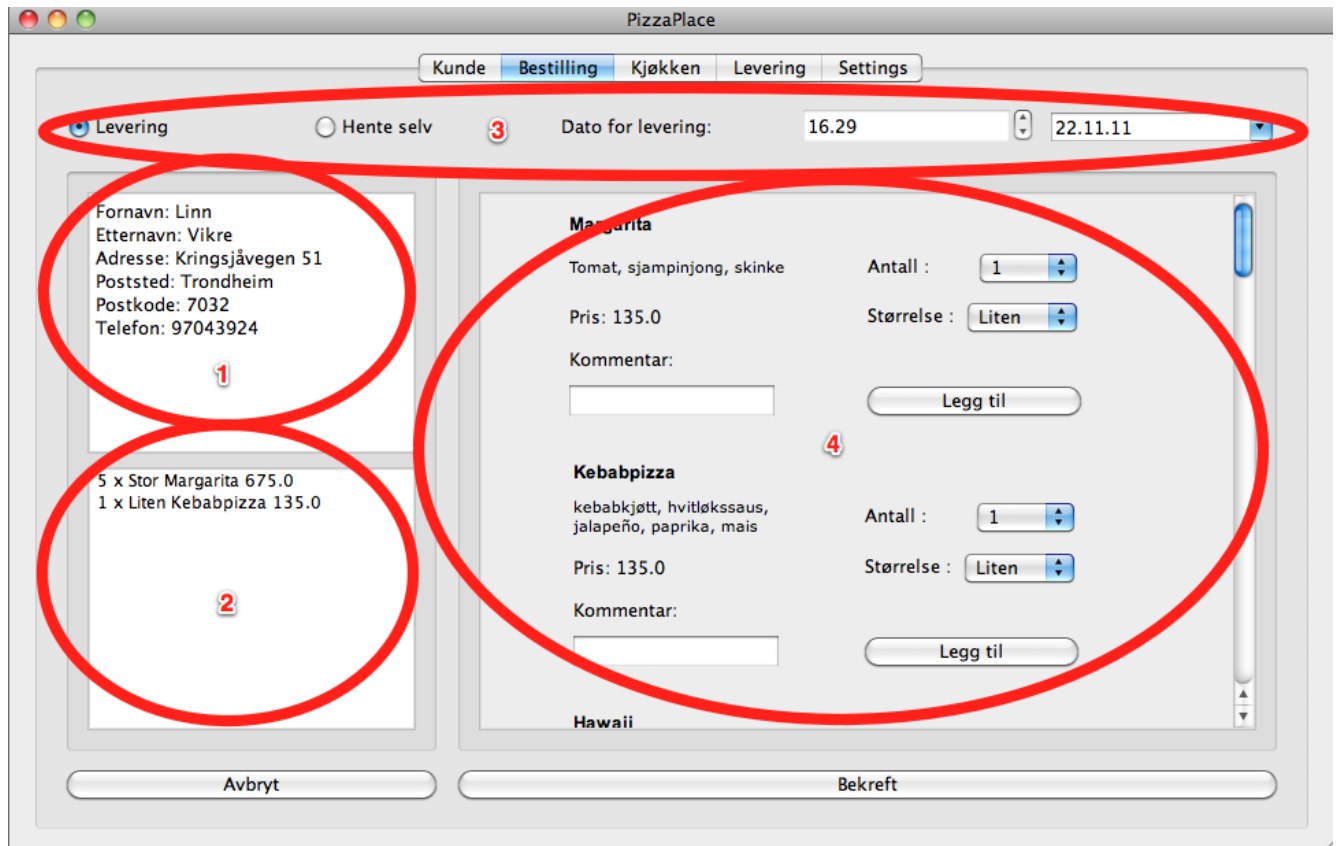 PizzaPlace
Kunde Bestilling Kjøkken Levering Settings
Levering Hente selv 3 Dato for levering: 16.29 22.11.11
Fornavn: Linn
Etternavn: Vikre
Adresse: Kringsjåvegen 51
Poststed: Trondheim
Postkode: 7032
Telefon: 97043924
1
5 x Stor Margarita 675.0
1 x Liten Kebabpizza 135.0
2
Margarita
Tomat, sjampinjong, skinke Antall : 1
Pris: 135.0 Størrelse : Liten
Kommentar:
Legg til
4
Kebabpizza
kebabkjøtt, hvitløkssaus,
jalapeño, paprika, mais
Antall : 1
Pris: 135.0 Størrelse : Liten
Kommentar:
Legg til
Hawaii
Avbryt Bekreft